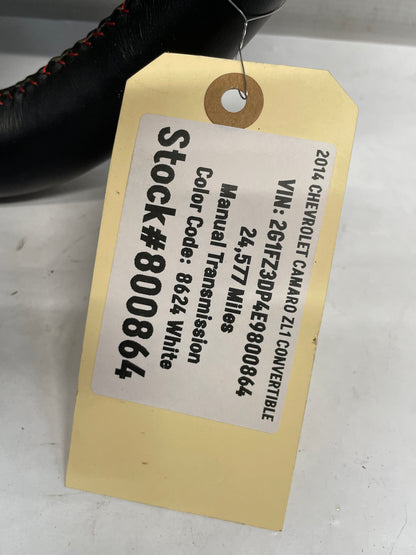 2014 CHEVROLET CAMARO ZL1 CONVERTIBLE
VIN: 2G1FZ3DP4E9800864
24,577 Miles
Manual Transmission
Color Code: 8624 White
Stock#800864